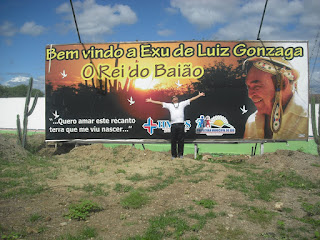 Bem vindo a Exu de Luiz Gonzaga
O Rei do Baião
"...Quero amar este recanto
terra que me viu nascer..."